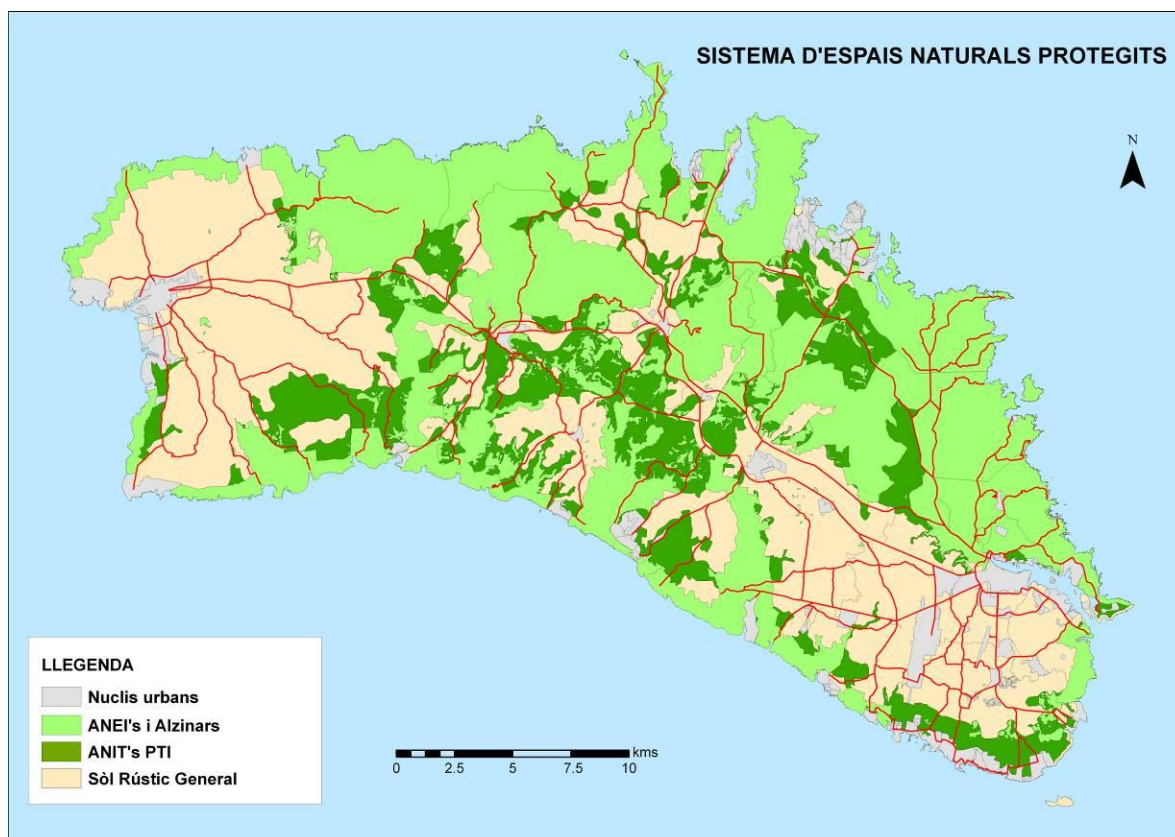 SISTEMA D'ESPAIS NATURALS PROTEGITS
N
LLEGENDA
Nuclis urbans
ANEI's i Alzinars
ANIT's PTI
Sòl Rústic General
kms
0 2.5 5 7.5 10